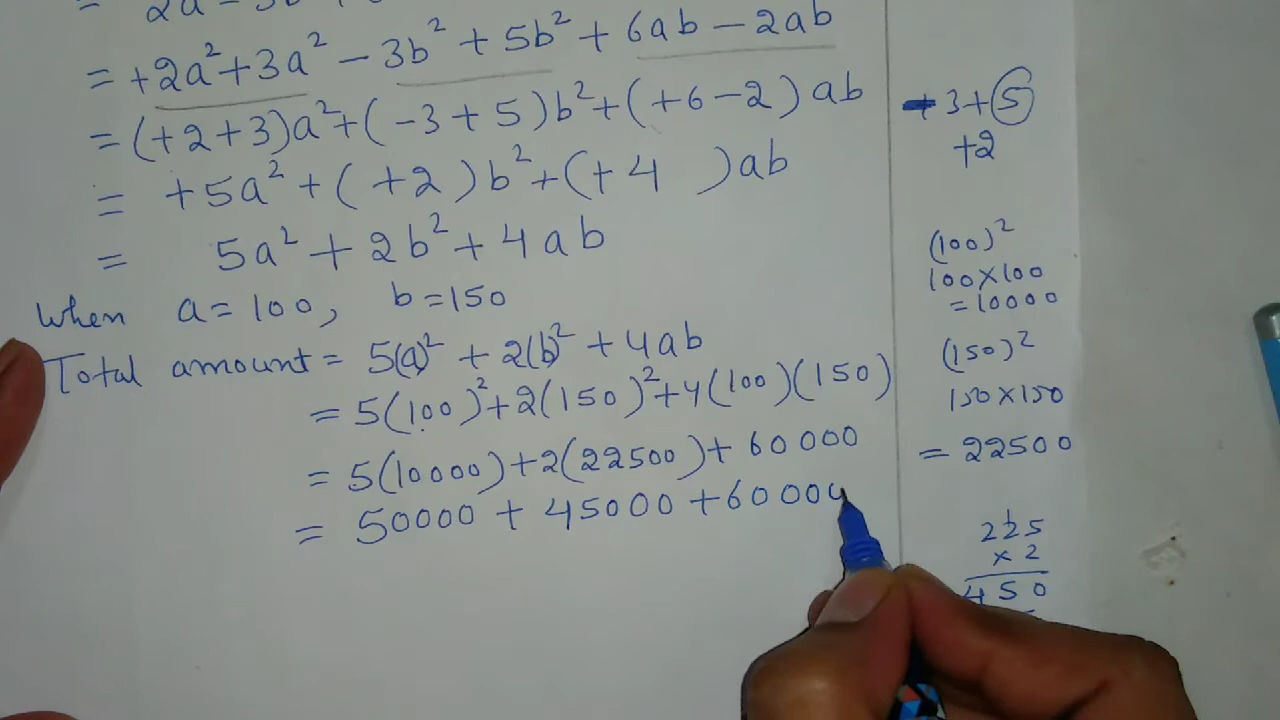 = +2a²+3a² − 3b² + 5b² + 6ab − 2ab
= (+2+3)a²+(−3+5)b²+(+6−2)ab
= +5a² + (+2)b²+(+4 )ab
= 5a² + 2b² + 4ab
When a=100, b=150
Total amount = 5(a)² + 2(b)² + 4ab
= 5(100)²+2(150)²+4(100)(150)
= 5(10000)+2(22500)+ 60000
= 50000 + 45000 +60000
3+5
+2
(100)²
100×100
=10000
(150)²
150×150
= 22500
225
×2
450